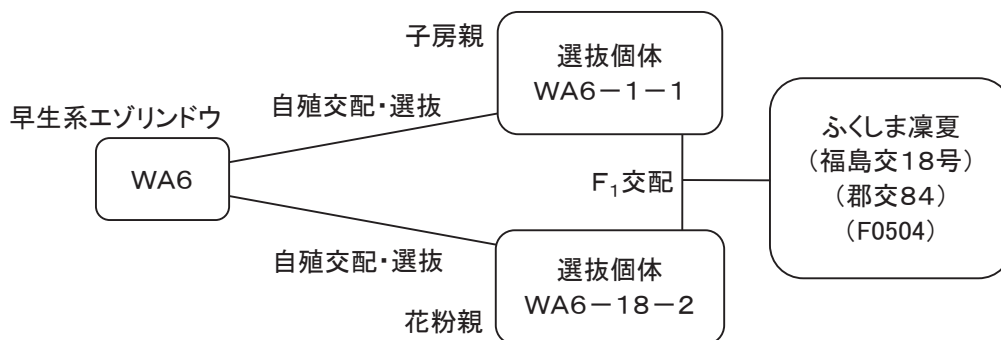 子房親
選抜個体
WA6－1－1
自殖交配・選抜
早生系エゾリンドウ
WA6
F₁交配
ふくしま凜夏
（福島交18号）
（郡交84）
（F0504）
自殖交配・選抜
選抜個体
WA6－18－2
花粉親